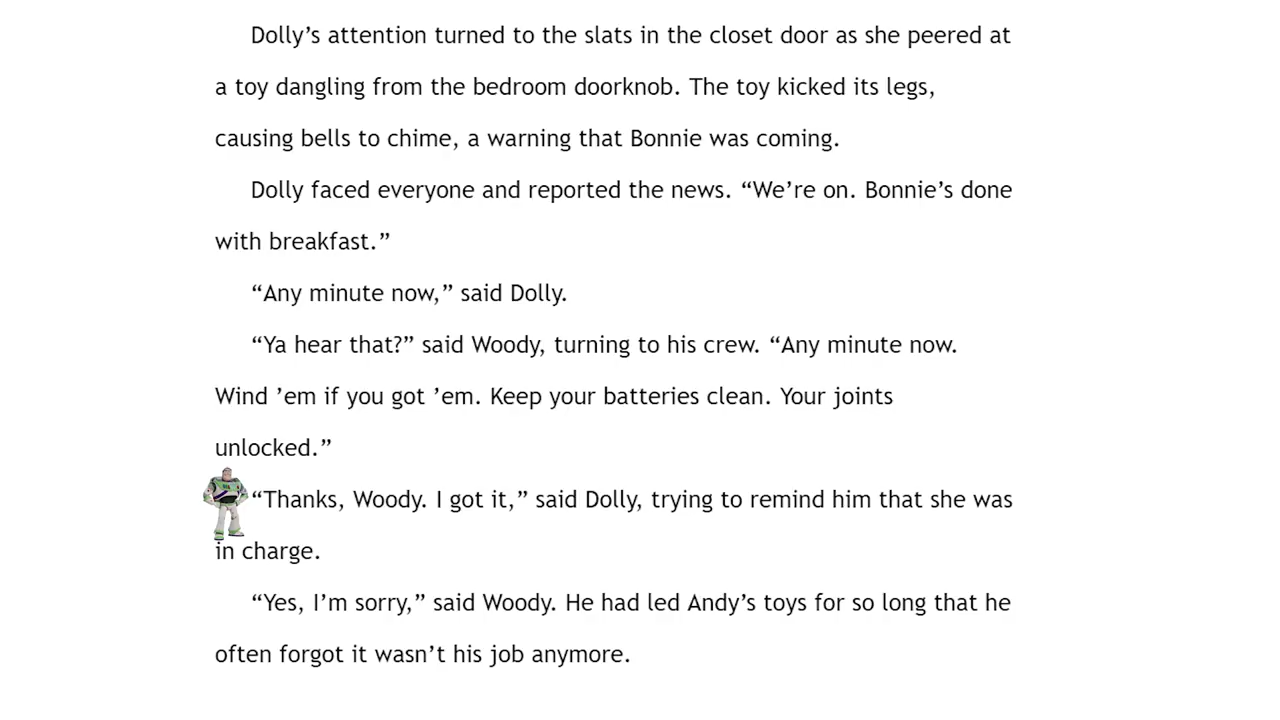 Dolly’s attention turned to the slats in the closet door as she peered at
a toy dangling from the bedroom doorknob. The toy kicked its legs,
causing bells to chime, a warning that Bonnie was coming.
Dolly faced everyone and reported the news. “We’re on. Bonnie’s done
with breakfast.”
“Any minute now,” said Dolly.
“Ya hear that?” said Woody, turning to his crew. “Any minute now.
Wind ’em if you got ’em. Keep your batteries clean. Your joints
unlocked.”
“Thanks, Woody. I got it,” said Dolly, trying to remind him that she was
in charge.
“Yes, I’m sorry,” said Woody. He had led Andy’s toys for so long that he
often forgot it wasn’t his job anymore.